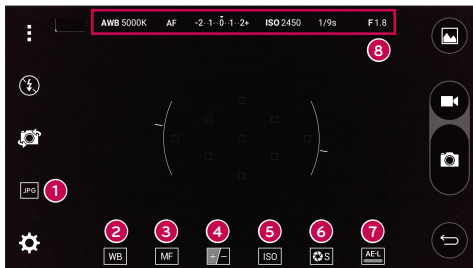 AWB 5000K AF -2··1··0··1··2+ ISO 2450 1/9s F1.8
8
JPG 1
2 3 4 5 6 7
WB MF +/- ISO S AE-L